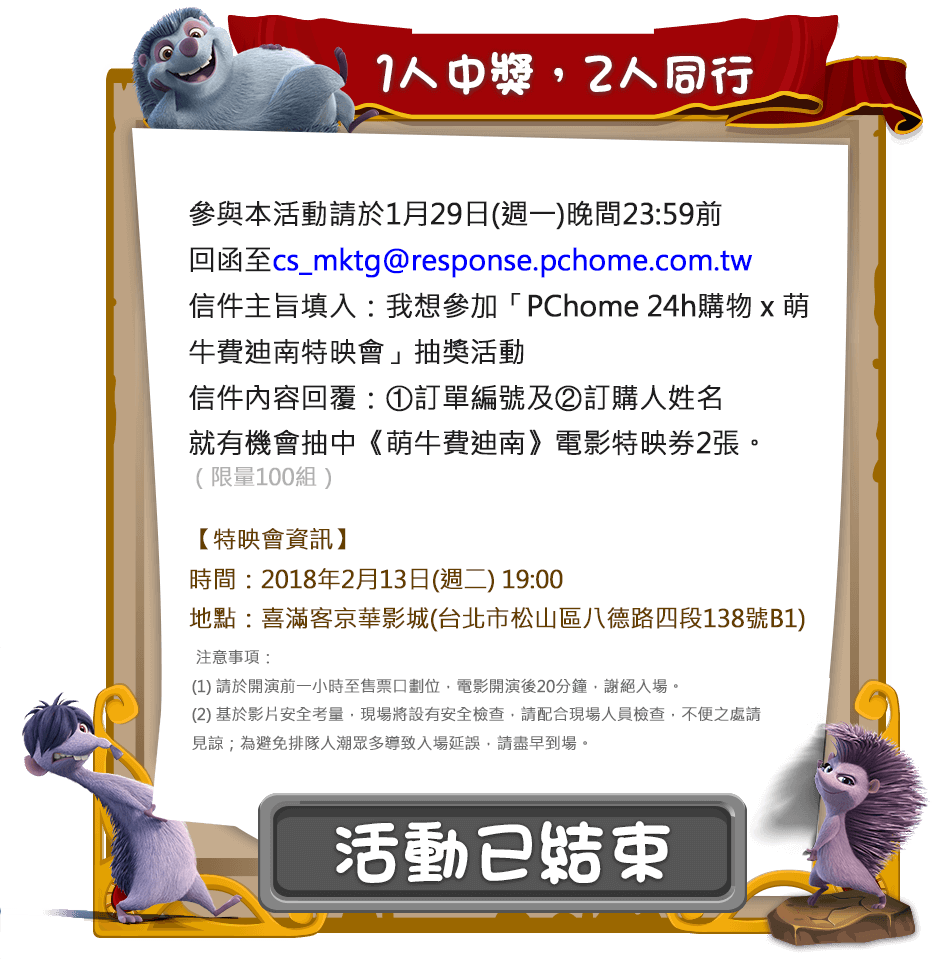 1人中獎，2人同行
參與本活動請於1月29日(週一)晚間23:59前
回函至cs_mktg@response.pchome.com.tw
信件主旨填入：我想參加「PChome 24h購物 x 萌
牛費迪南特映會」抽獎活動
信件內容回覆：①訂單編號及②訂購人姓名
就有機會抽中《萌牛費迪南》電影特映券2張。
（限量100組）
【特映會資訊】
時間：2018年2月13日(週二) 19:00
地點：喜滿客京華影城(台北市松山區八德路四段138號B1)
注意事項：
(1) 請於開演前一小時至售票口劃位，電影開演後20分鐘，謝絕入場。
(2) 基於影片安全考量，現場將設有安全檢查，請配合現場人員檢查，不便之處請
見諒；為避免排隊人潮眾多導致入場延誤，請盡早到場。
活動已結束